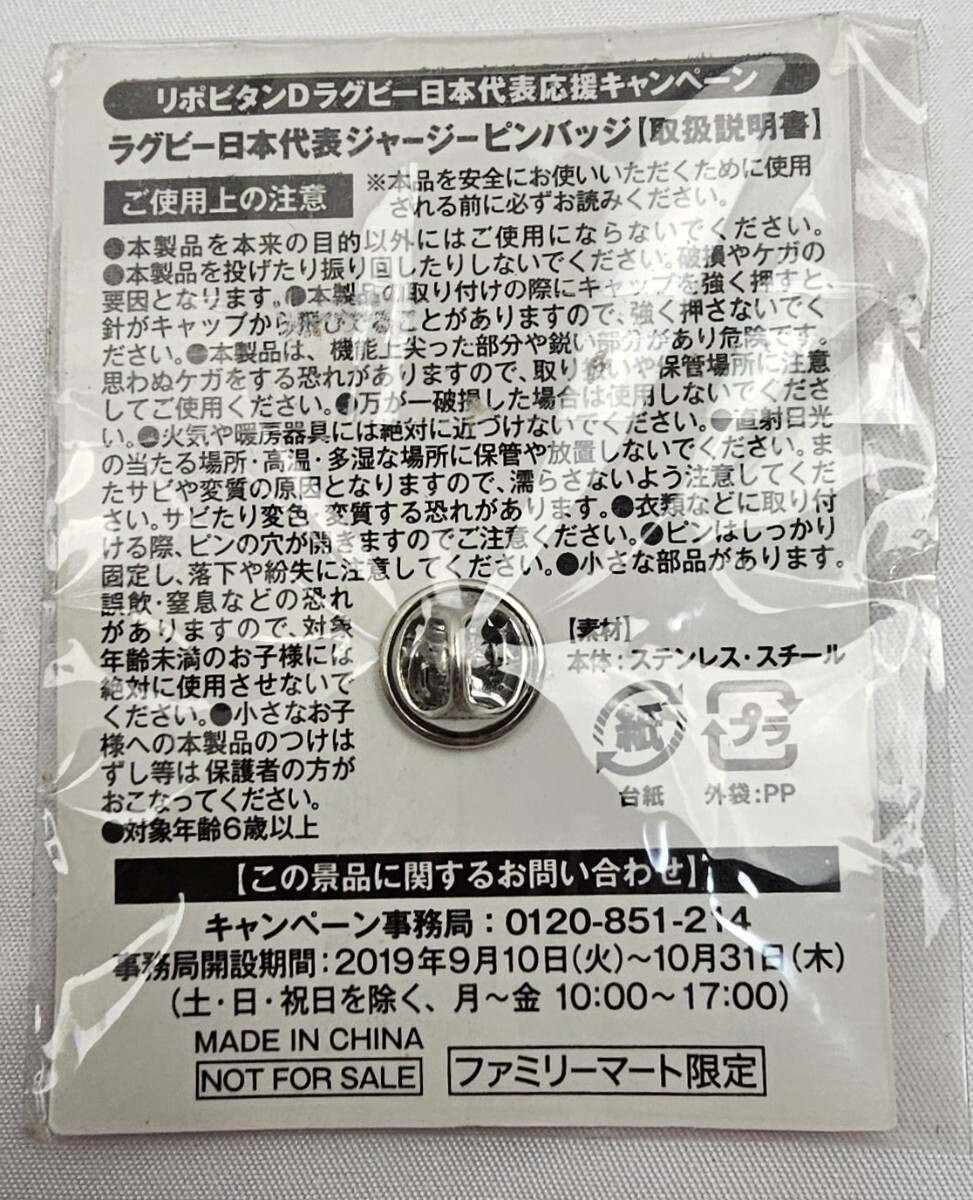 リポビタンDラグビー日本代表応援キャンペーン
ラグビー日本代表ジャージーピンバッジ【取扱説明書】
ご使用上の注意
※本品を安全にお使いいただくために使用
される前に必ずお読みください。
●本製品を本来の目的以外にはご使用にならないでください。
●本製品を投げたり振り回したりしないでください。破損やケガの
要因となります。●本製品の取り付けの際にキャップを強く押すと、
針がキャップから飛びでることがありますので、強く押さないでく
ださい。●本製品は、機能上尖った部分や鋭い部分があり危険です。
思わぬケガをする恐れがありますので、取り扱いや保管場所に注意
してご使用ください。●万が一破損した場合は使用しないでくださ
い。●火気や暖房器具には絶対に近づけないでください。●直射日光
の当たる場所・高温・多湿な場所に保管や放置しないでください。ま
たサビや変質の原因となりますので、濡らさないよう注意してくだ
さい。サビたり変色・変質する恐れがあります。●衣類などに取り付
ける際、ピンの穴が開きますのでご注意ください。●ピンはしっかり
固定し、落下や紛失に注意してください。●小さな部品があります。
誤飲・窒息などの恐れ
がありますので、対象
年齢未満のお子様には
絶対に使用させないで
ください。●小さなお子
様への本製品のつけは
ずし等は保護者の方が
おこなってください。
●対象年齢6歳以上
【素材】
本体：ステンレス・スチール
紙 プラ
台紙 外袋：PP
【この景品に関するお問い合わせ】
キャンペーン事務局：0120-851-214
事務局開設期間：2019年9月10日(火)～10月31日(木)
(土・日・祝日を除く、月～金 10:00～17:00)
MADE IN CHINA
NOT FOR SALE
ファミリーマート限定